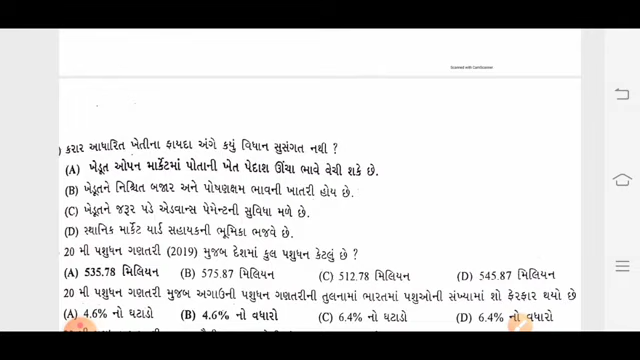 Scanned with CamScanner
) કરાર આધારિત ખેતીના ફાયદા અંગે કયું વિધાન સુસંગત નથી ?
(A) ખેડૂત ઓપન માર્કેટમાં પોતાની ખેત પેદાશ ઊંચા ભાવે વેચી શકે છે.
(B) ખેડૂતને નિશ્ચિત બજાર અને પોષણક્ષમ ભાવની ખાતરી હોય છે.
(C) ખેડૂતને જરૂર પડે એડવાન્સ પેમેન્ટની સુવિધા મળે છે.
(D) સ્થાનિક માર્કેટ યાર્ડ સહાયકની ભૂમિકા ભજવે છે.
20 મી પશુધન ગણતરી (2019) મુજબ દેશમાં કુલ પશુધન કેટલું છે ?
(A) 535.78 મિલિયન (B) 575.87 મિલિયન (C) 512.78 મિલિયન (D) 545.87 મિલિયન
20 મી પશુધન ગણતરી મુજબ અગાઉની પશુધન ગણતરીની તુલનામાં ભારતમાં પશુઓની સંખ્યામાં શો ફેરફાર થયો છે
(A) 4.6% નો ઘટાડો (B) 4.6% નો વધારો (C) 6.4% નો ઘટાડો (D) 6.4% નો વધારો